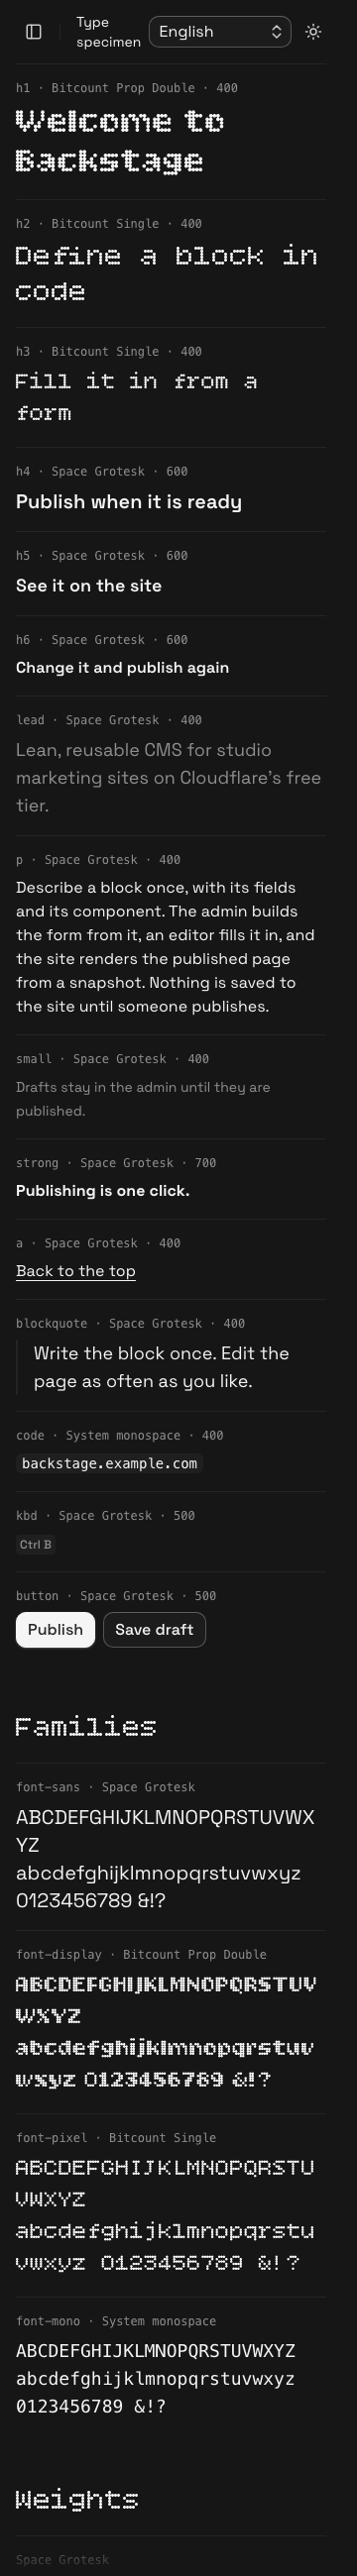 Type
specimen
English
h1 · Bitcount Prop Double · 400
Welcome to
Backstage
h2 · Bitcount Single · 400
Define a block in
code
h3 · Bitcount Single · 400
Fill it in from a
form
h4 · Space Grotesk · 600
Publish when it is ready
h5 · Space Grotesk · 600
See it on the site
h6 · Space Grotesk · 600
Change it and publish again
lead · Space Grotesk · 400
Lean, reusable CMS for studio
marketing sites on Cloudflare's free
tier.
p · Space Grotesk · 400
Describe a block once, with its fields
and its component. The admin builds
the form from it, an editor fills it in, and
the site renders the published page
from a snapshot. Nothing is saved to
the site until someone publishes.
small · Space Grotesk · 400
Drafts stay in the admin until they are
published.
strong · Space Grotesk · 700
Publishing is one click.
a · Space Grotesk · 400
Back to the top
blockquote · Space Grotesk · 400
Write the block once. Edit the
page as often as you like.
code · System monospace · 400
backstage.example.com
kbd · Space Grotesk · 500
Ctrl B
button · Space Grotesk · 500
Publish Save draft
Families
font-sans · Space Grotesk
ABCDEFGHIJKLMNOPQRSTUVWX
YZ
abcdefghijklmnopqrstuvwxyz
0123456789 &!?
font-display · Bitcount Prop Double
ABCDEFGHIJKLMNOPQRSTUV
WXYZ
abcdefghijklmnopqrstuv
wxyz 0123456789 &!?
font-pixel · Bitcount Single
ABCDEFGHIJKLMNOPQRSTU
VWXYZ
abcdefghijklmnopqrstu
vwxyz 0123456789 &!?
font-mono · System monospace
ABCDEFGHIJKLMNOPQRSTUVWXYZ
abcdefghijklmnopqrstuvwxyz
0123456789 &!?
Weights
Space Grotesk